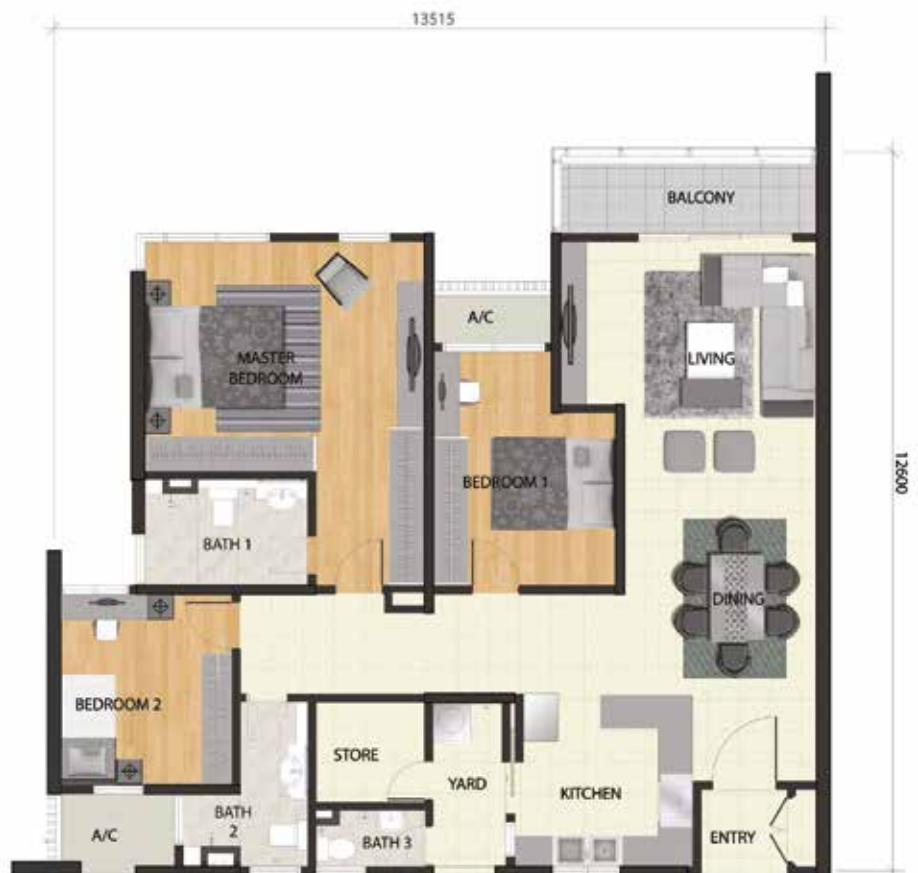 13515
BALCONY
A/C
MASTER
BEDROOM
LIVING
12600
BEDROOM 1
BATH 1
DINING
BEDROOM 2
STORE
YARD
KITCHEN
BATH
2
A/C
BATH 3
ENTRY